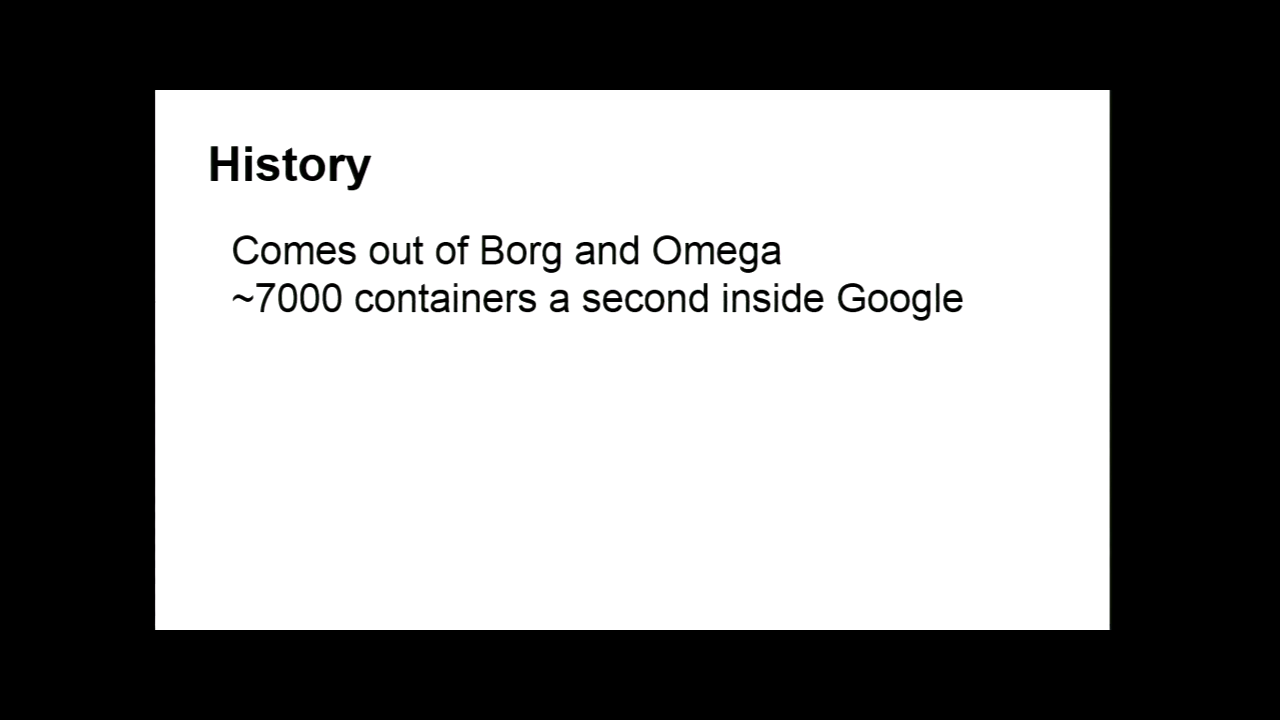 History
Comes out of Borg and Omega
~7000 containers a second inside Google